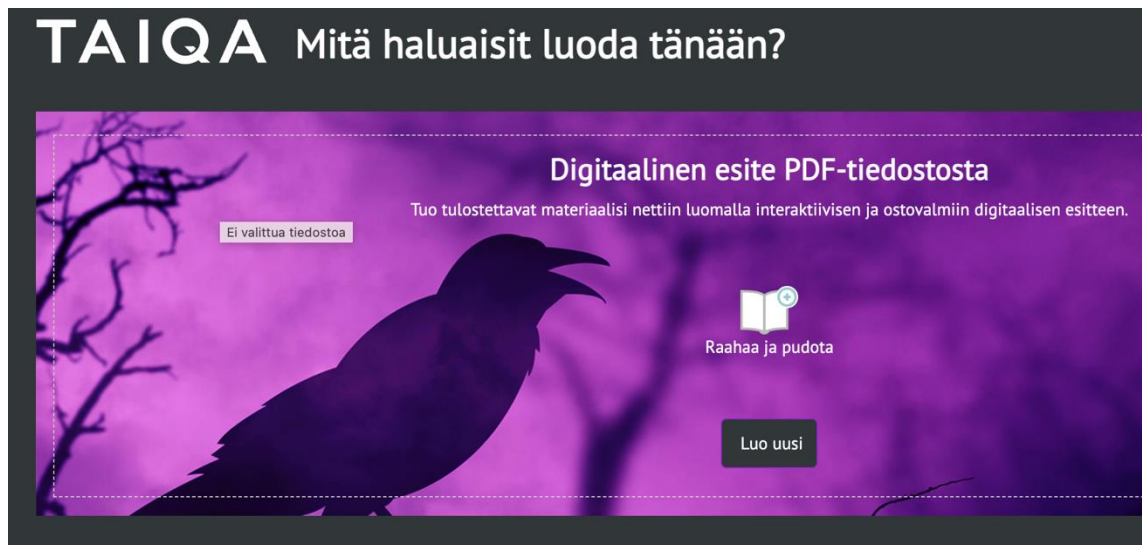 TAIQA Mitä haluaisit luoda tänään?
Digitaalinen esite PDF-tiedostosta
Tuo tulostettavat materiaalisi nettiin luomalla interaktiivisen ja ostovalmiin digitaalisen esitteen.
Ei valittua tiedostoa
Raahaa ja pudota
Luo uusi